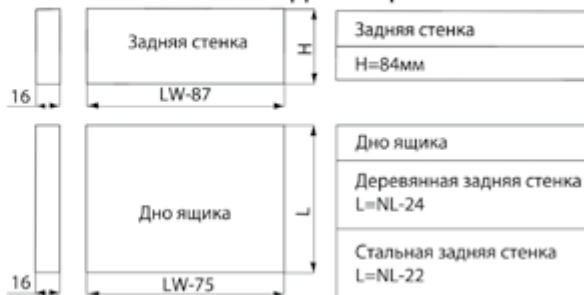 Задняя стенка
H
16
LW-87
Задняя стенка
H=84мм
Дно ящика
L
16
LW-75
Дно ящика
Деревянная задняя стенка
L=NL-24
Стальная задняя стенка
L=NL-22